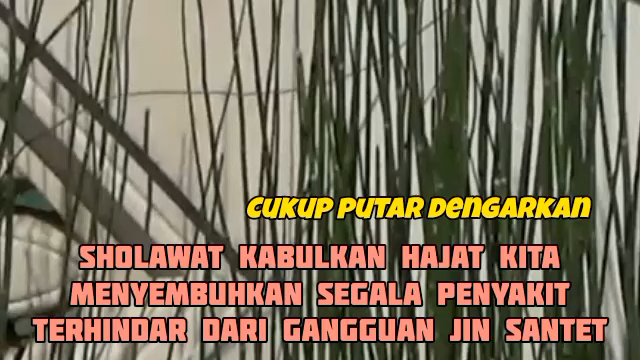 CUKUP PUTAR DENGARKAN
SHOLAWAT KABULKAN HAJAT KITA
MENYEMBUHKAN SEGALA PENYAKIT
TERHINDAR DARI GANGGUAN JIN SANTET